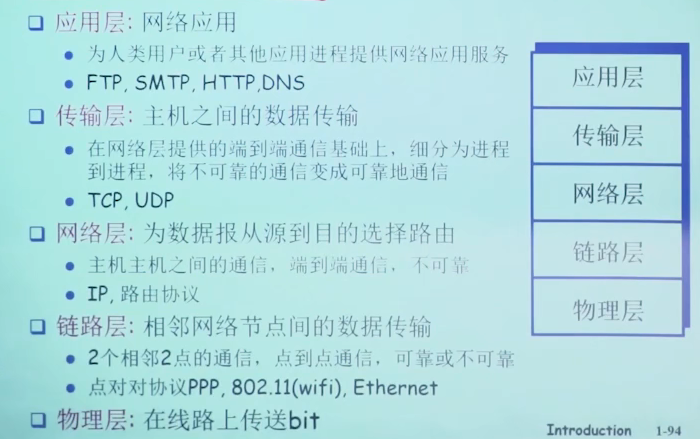 应用层: 网络应用
为人类用户或者其他应用进程提供网络应用服务
FTP, SMTP, HTTP,DNS
传输层: 主机之间的数据传输
在网络层提供的端到端通信基础上，细分为进程
到进程，将不可靠的通信变成可靠地通信
TCP, UDP
网络层: 为数据报从源到目的选择路由
主机主机之间的通信，端到端通信，不可靠
IP, 路由协议
链路层: 相邻网络节点间的数据传输
2个相邻2点的通信，点到点通信，可靠或不可靠
点对对协议PPP, 802.11(wifi), Ethernet
物理层: 在线路上传送bit
应用层
传输层
网络层
链路层
物理层
Introduction 1-94